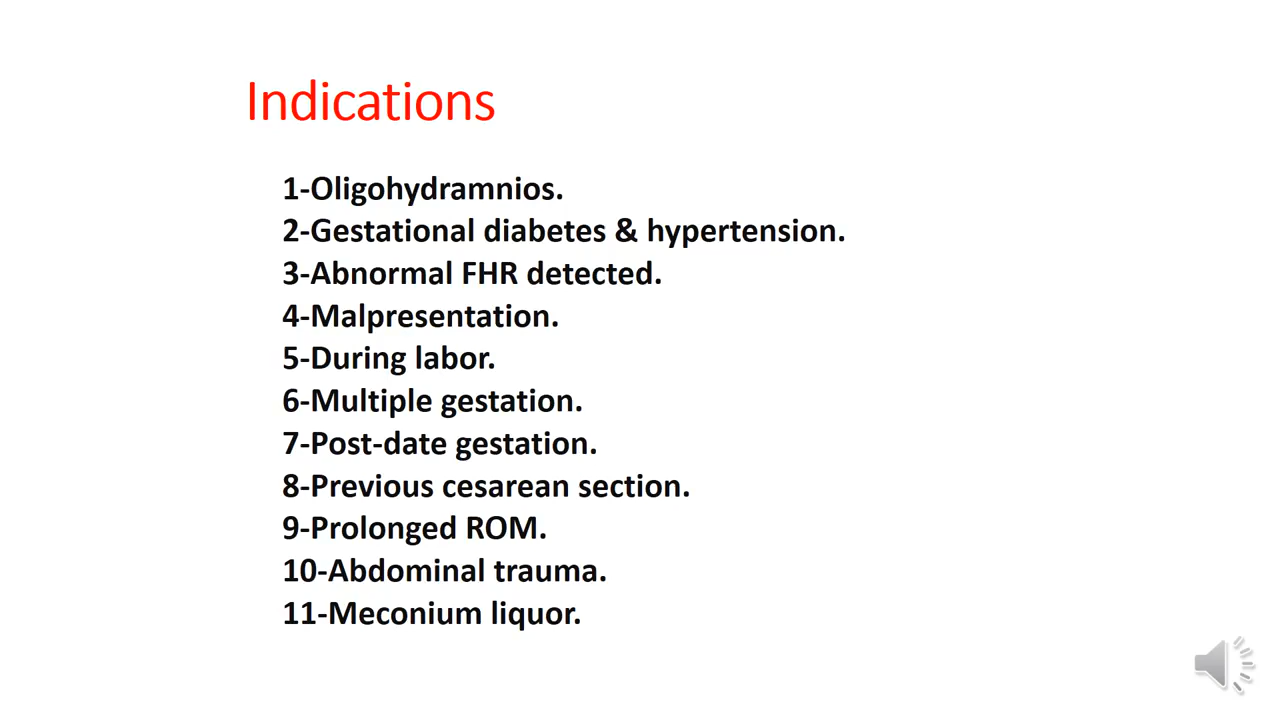 Indications
1-Oligohydramnios.
2-Gestational diabetes & hypertension.
3-Abnormal FHR detected.
4-Malpresentation.
5-During labor.
6-Multiple gestation.
7-Post-date gestation.
8-Previous cesarean section.
9-Prolonged ROM.
10-Abdominal trauma.
11-Meconium liquor.